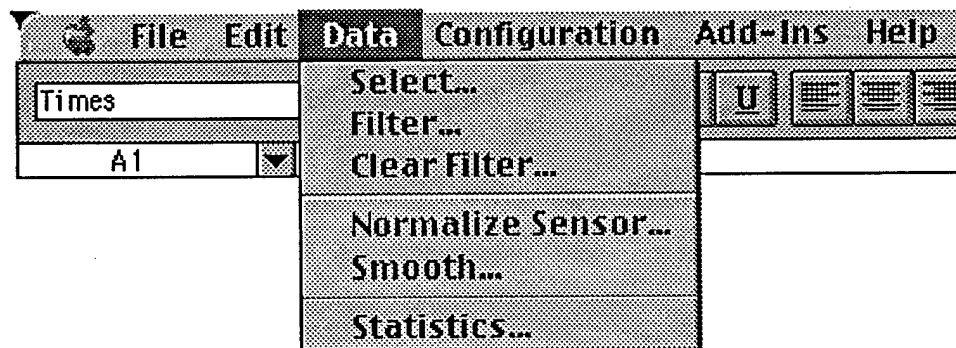 File Edit Data Configuration Add-Ins Help
Times
U
A1
Select...
Filter...
Clear Filter...
Normalize Sensor...
Smooth...
Statistics...